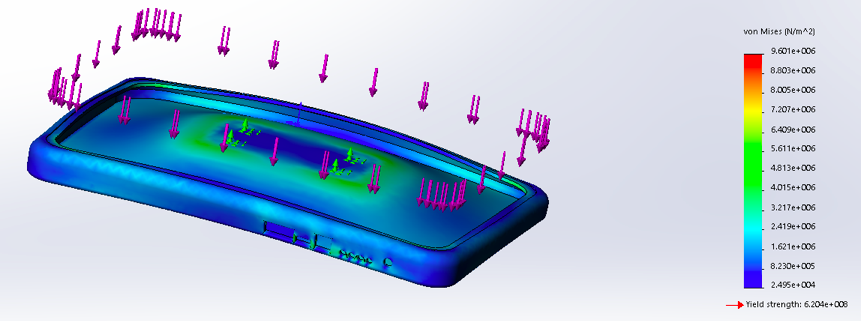 von Mises (N/m^2)
9.601e+006
8.803e+006
8.005e+006
7.207e+006
6.409e+006
5.611e+006
4.813e+006
4.015e+006
3.217e+006
2.419e+006
1.621e+006
8.230e+005
2.495e+004
Yield strength: 6.204e+008